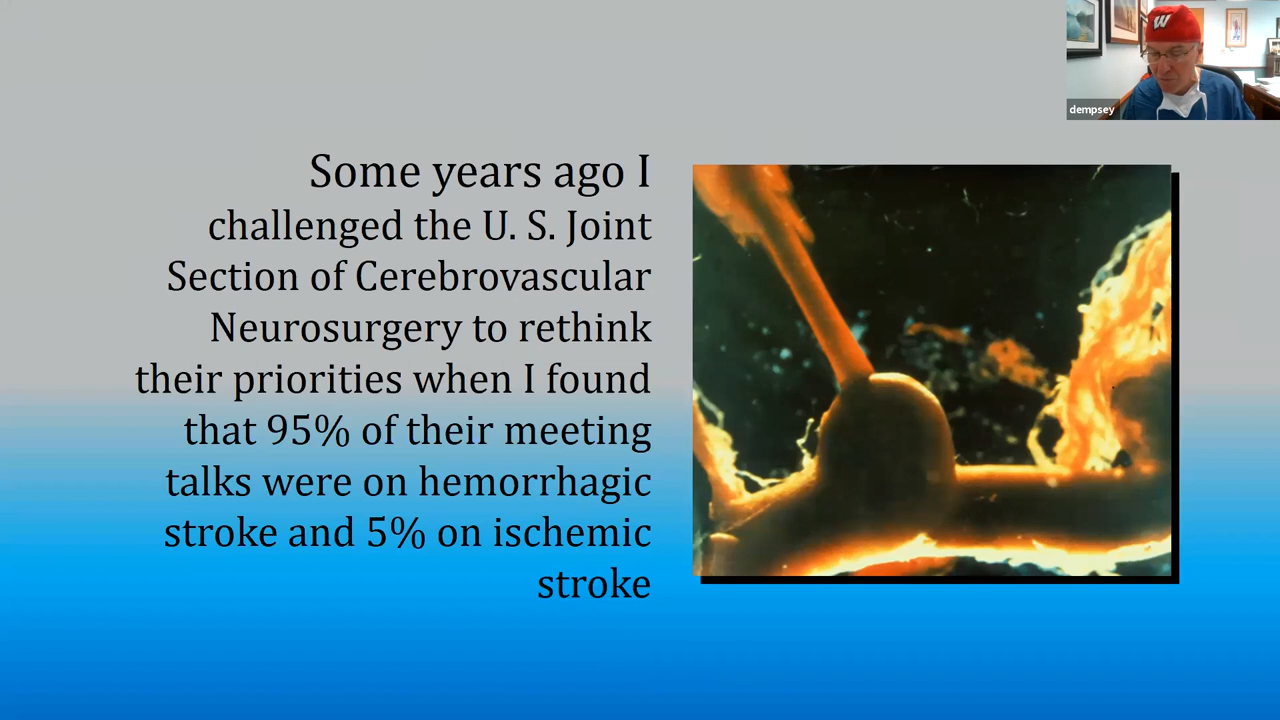 Some years ago I
challenged the U. S. Joint
Section of Cerebrovascular
Neurosurgery to rethink
their priorities when I found
that 95% of their meeting
talks were on hemorrhagic
stroke and 5% on ischemic
stroke
W
dempsey